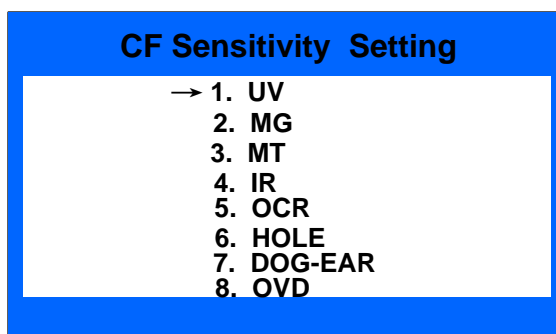 CF Sensitivity Setting
→ 1. UV
2. MG
3. MT
4. IR
5. OCR
6. HOLE
7. DOG-EAR
8. OVD